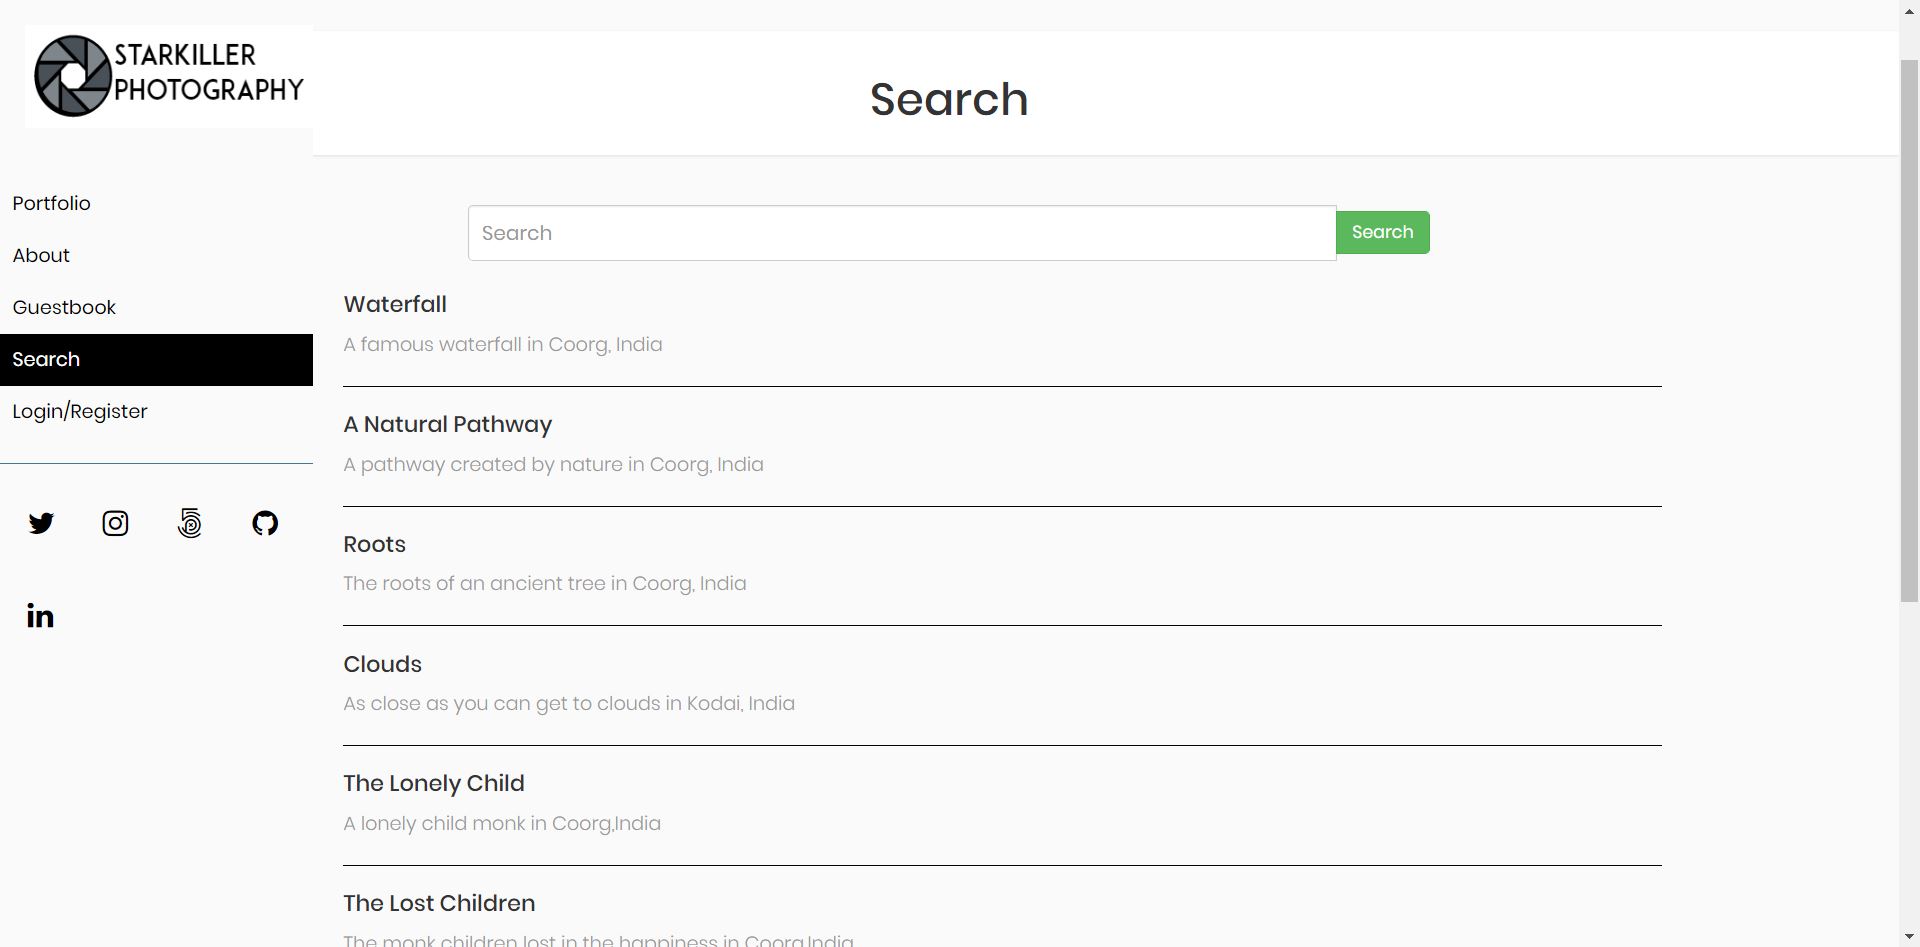 STARKILLER
PHOTOGRAPHY
Portfolio
About
Guestbook
Search
Login/Register
in
Search
Search
Search
Waterfall
A famous waterfall in Coorg, India
A Natural Pathway
A pathway created by nature in Coorg, India
Roots
The roots of an ancient tree in Coorg, India
Clouds
As close as you can get to clouds in Kodai, India
The Lonely Child
A lonely child monk in Coorg,India
The Lost Children
The monk children lost in the happiness in Coorg,India